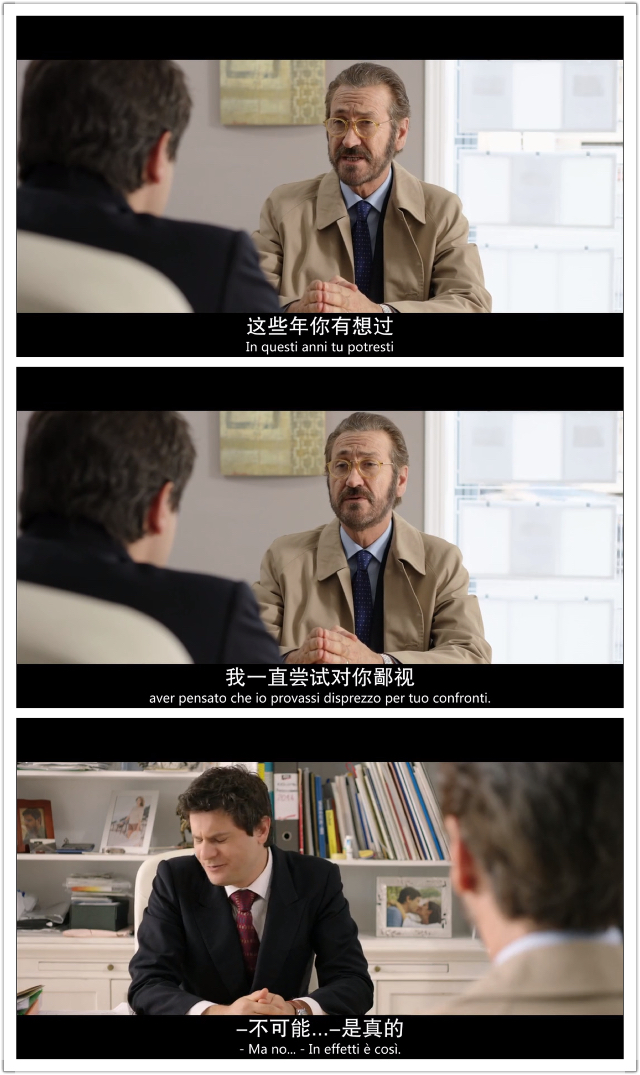 这些年你有想过
In questi anni tu potresti
我一直尝试对你鄙视
aver pensato che io provassi disprezzo per tuo confronti.
–不可能...–是真的
- Ma no... - In effetti è così.